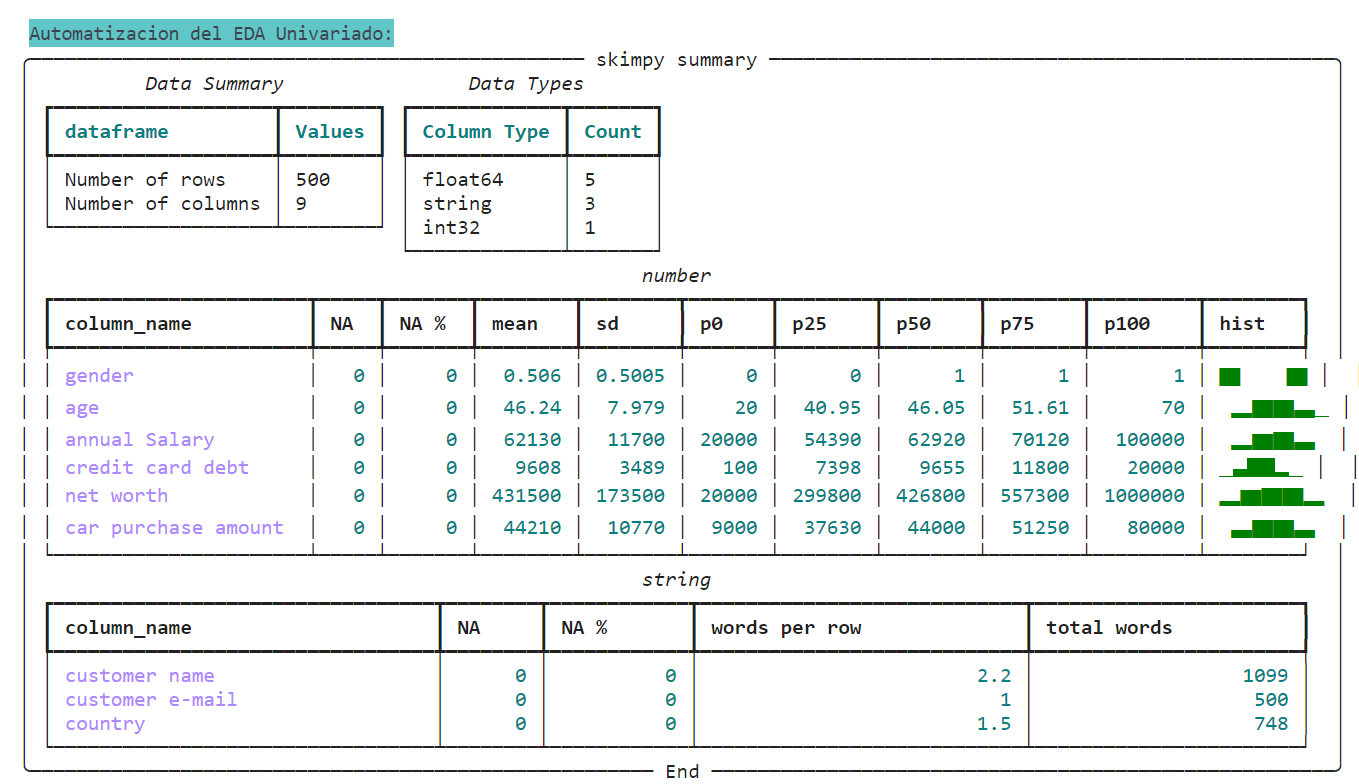 Automatizacion del EDA Univariado:
skimpy summary
Data Summary Data Types
dataframe Values Column Type Count
Number of rows 500 float64 5
Number of columns 9 string 3
int32 1
number
column_name NA NA % mean sd p0 p25 p50 p75 p100 hist
gender 0 0 0.506 0.5005 0 0 1 1 1
age 0 0 46.24 7.979 20 40.95 46.05 51.61 70
annual Salary 0 0 62130 11700 20000 54390 62920 70120 100000
credit card debt 0 0 9608 3489 100 7398 9655 11800 20000
net worth 0 0 431500 173500 20000 299800 426800 557300 1000000
car purchase amount 0 0 44210 10770 9000 37630 44000 51250 80000
string
column_name NA NA % words per row total words
customer name 0 0 2.2 1099
customer e-mail 0 0 1 500
country 0 0 1.5 748
End